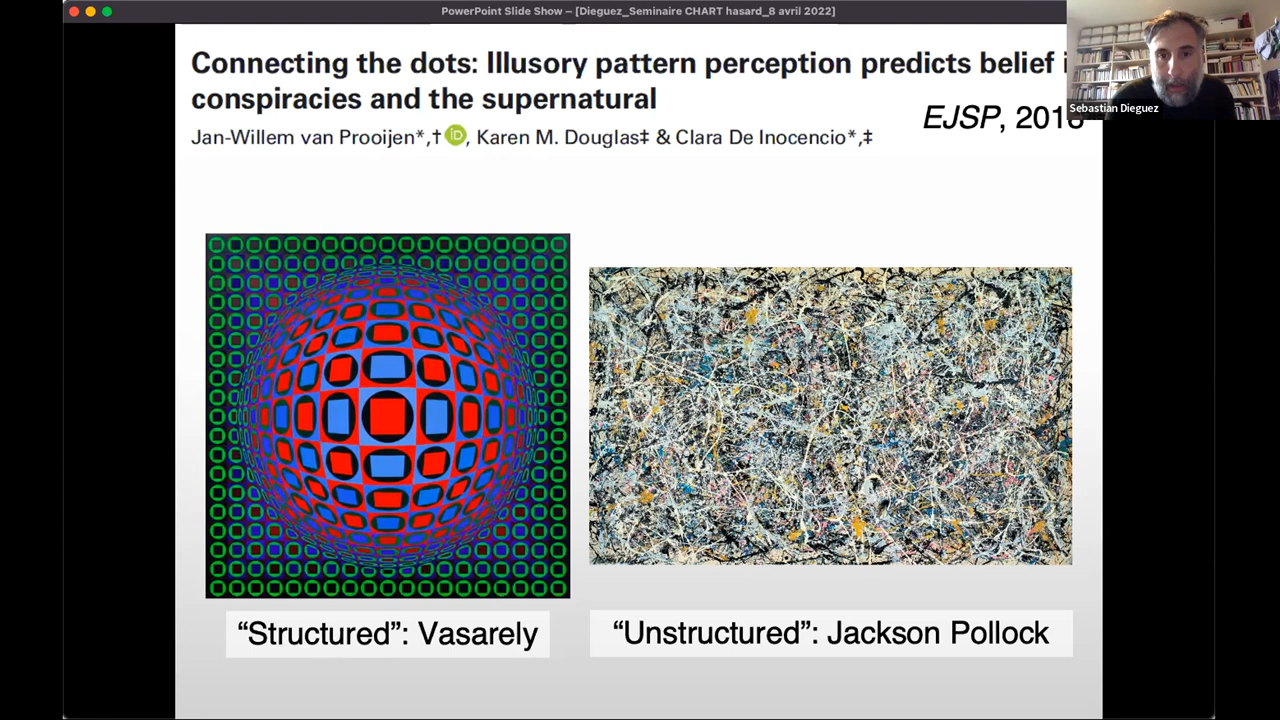 PowerPoint Slide Show – [Dieguez_Seminaire CHART hasard_8 avril 2022]
Connecting the dots: Illusory pattern perception predicts belief
conspiracies and the supernatural
Sebastian Dieguez
EJSP, 2018
Jan-Willem van Prooijen*,† iD, Karen M. Douglas‡ & Clara De Inocencio*,‡
“Structured”: Vasarely
“Unstructured”: Jackson Pollock